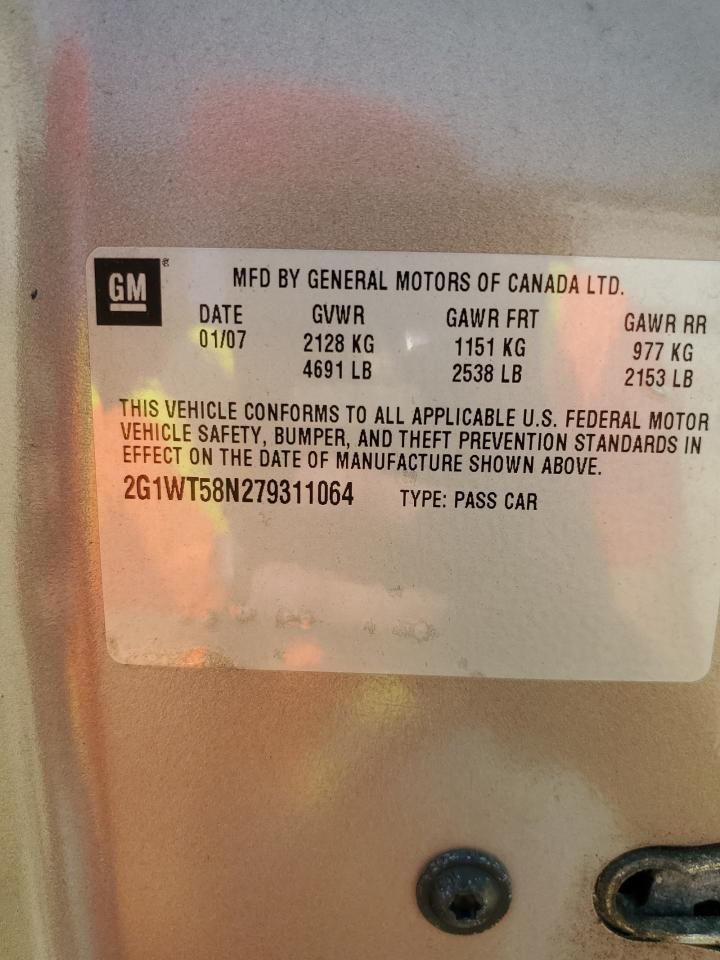 GM®
MFD BY GENERAL MOTORS OF CANADA LTD.
DATE GVWR GAWR FRT GAWR RR
01/07 2128 KG 1151 KG 977 KG
4691 LB 2538 LB 2153 LB
THIS VEHICLE CONFORMS TO ALL APPLICABLE U.S. FEDERAL MOTOR
VEHICLE SAFETY, BUMPER, AND THEFT PREVENTION STANDARDS IN
EFFECT ON THE DATE OF MANUFACTURE SHOWN ABOVE.
2G1WT58N279311064 TYPE: PASS CAR